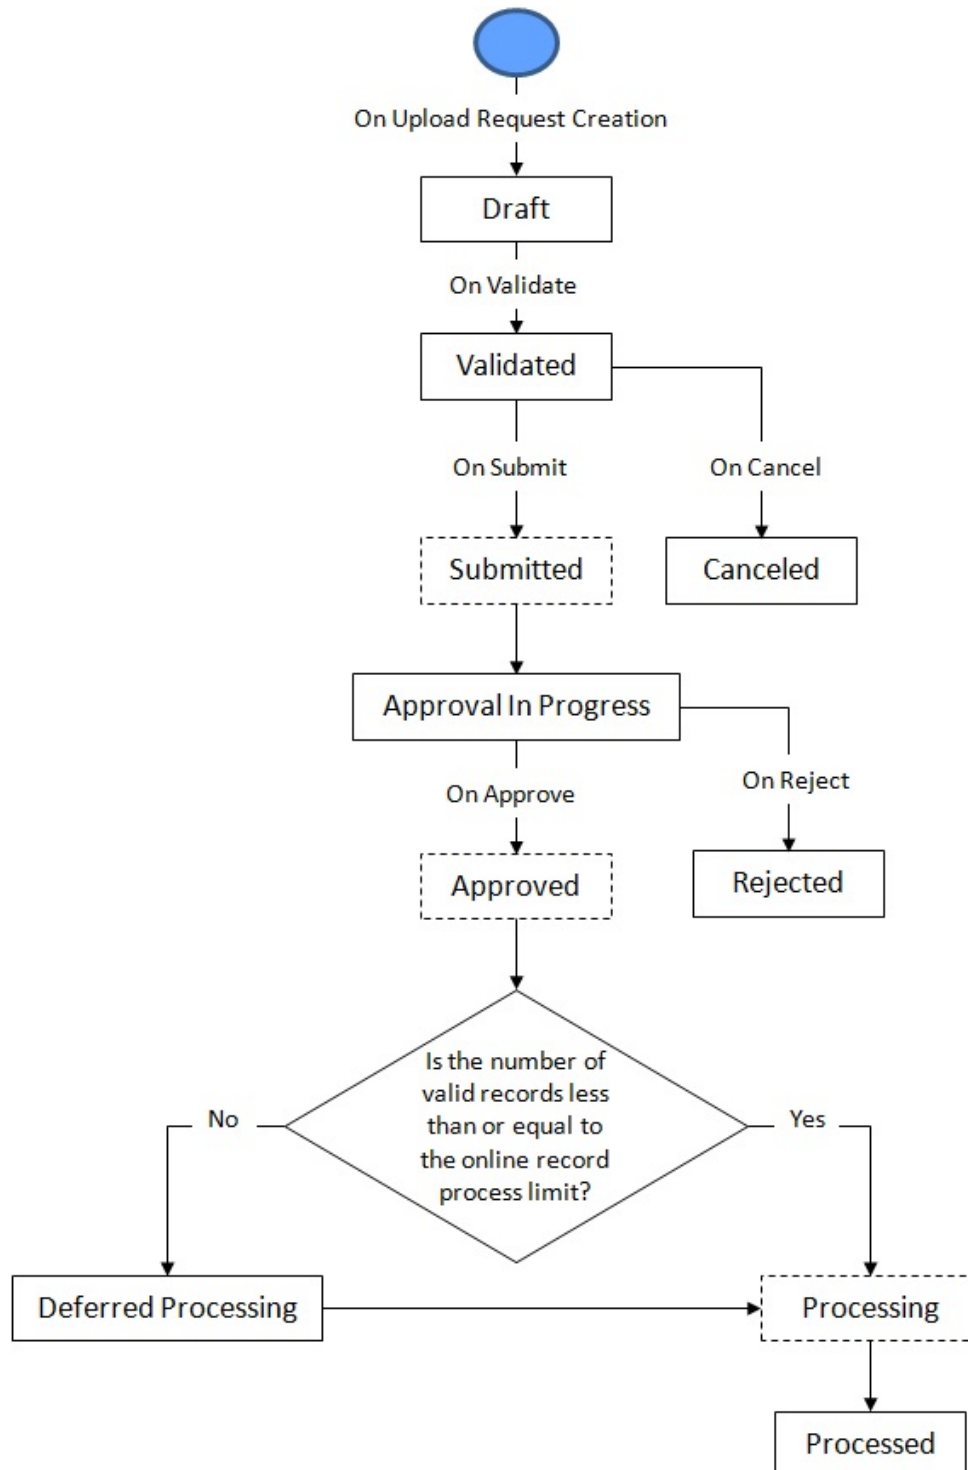 On Upload Request Creation
Draft
On Validate
Validated
On Submit
On Cancel
Submitted
Canceled
Approval In Progress
On Approve
On Reject
Approved
Rejected
Is the number of
valid records less
than or equal to
the online record
process limit?
No
Yes
Deferred Processing
Processing
Processed